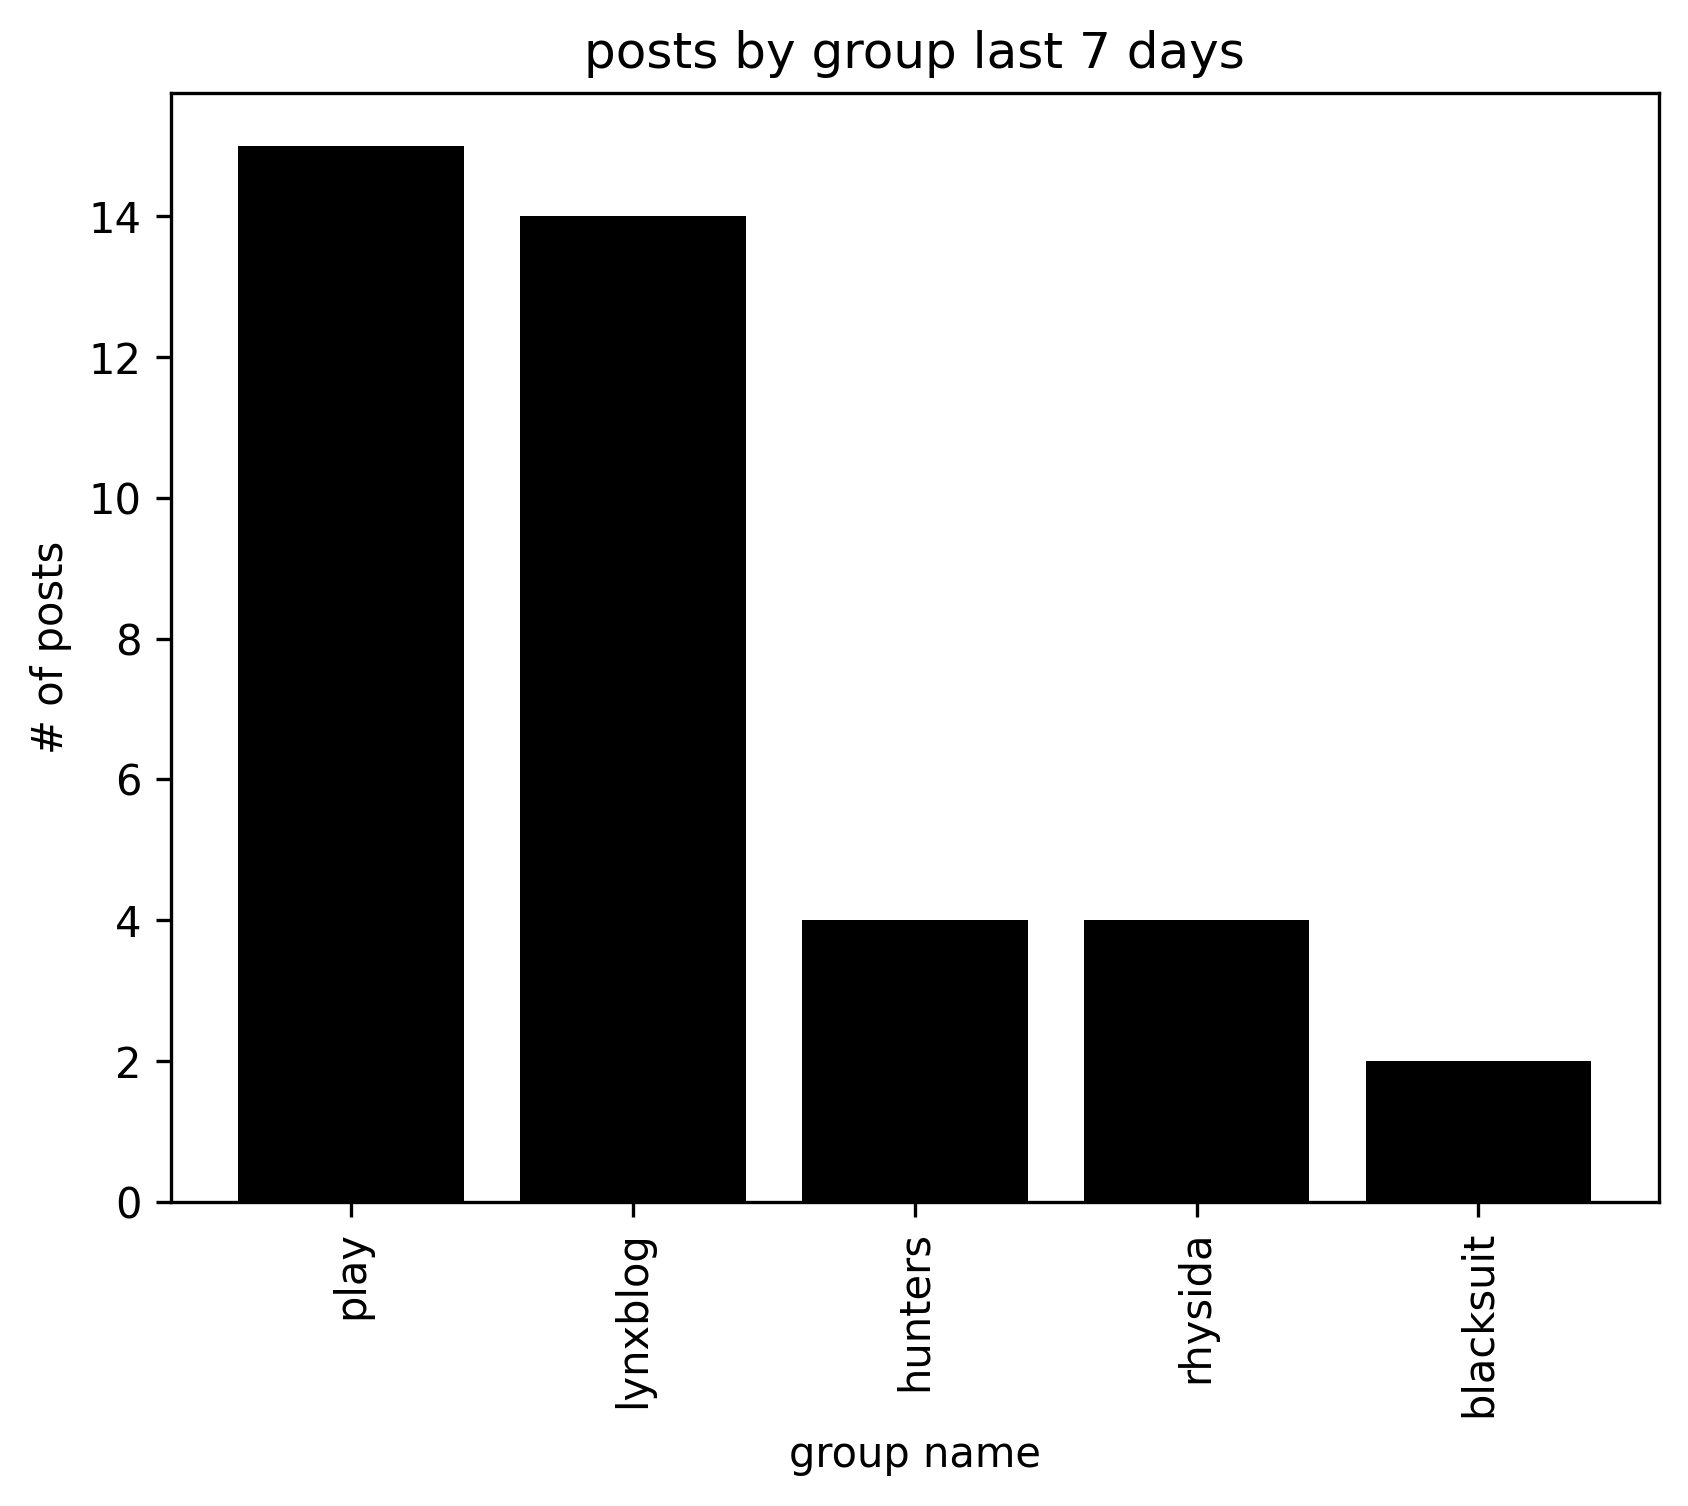 posts by group last 7 days
# of posts
14
12
10
8
6
4
2
0
play
lynxblog
hunters
rhysida
blacksuit
group name